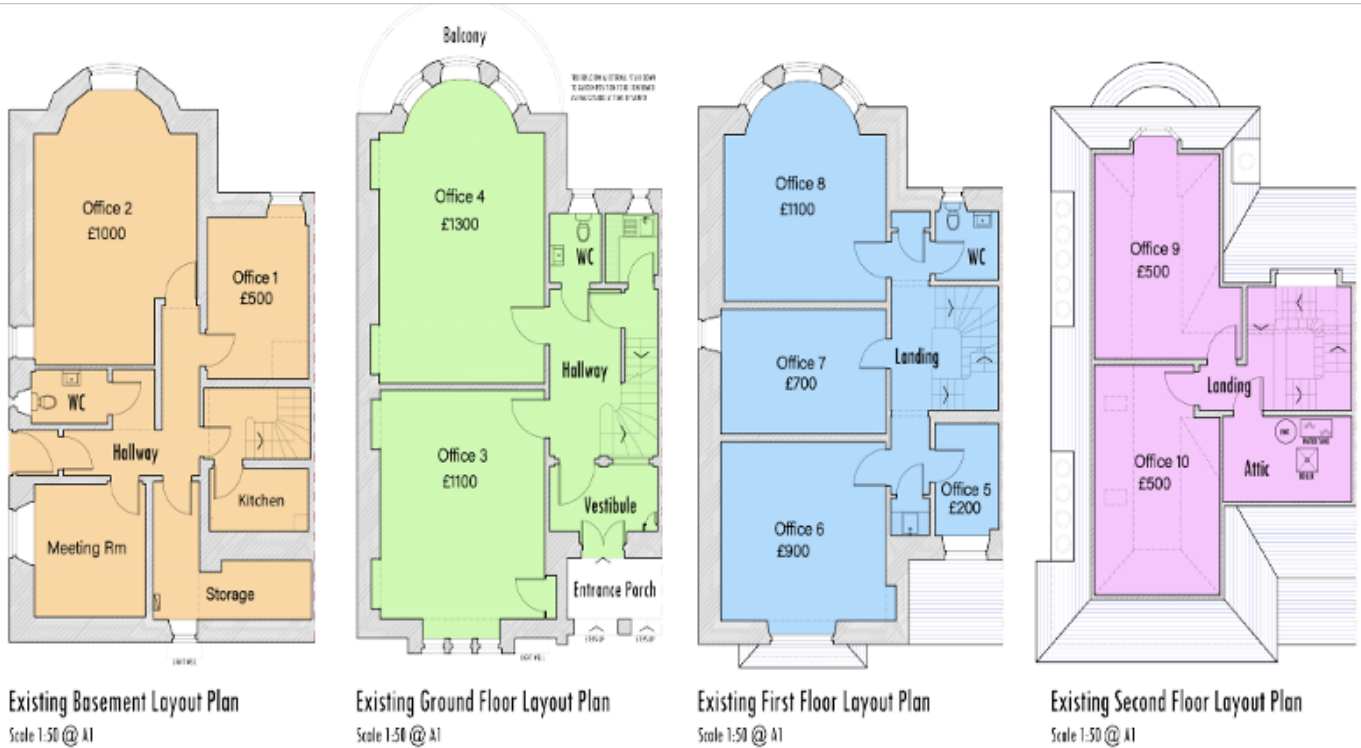 Office 2
£1000
Office 1
£500
WC
Hallway
Kitchen
Meeting Rm
Storage
Existing Basement Layout Plan
Scale 1:50 @ A1
Balcony
Office 4
£1300
WC
Hallway
Office 3
£1100
Vestibule
Entrance Porch
Existing Ground Floor Layout Plan
Scale 1:50 @ A1
Office 8
£1100
WC
Office 7
£700
Landing
Office 5
£200
Office 6
£900
Existing First Floor Layout Plan
Scale 1:50 @ A1
Office 9
£500
Landing
Office 10
£500
Attic
Existing Second Floor Layout Plan
Scale 1:50 @ A1